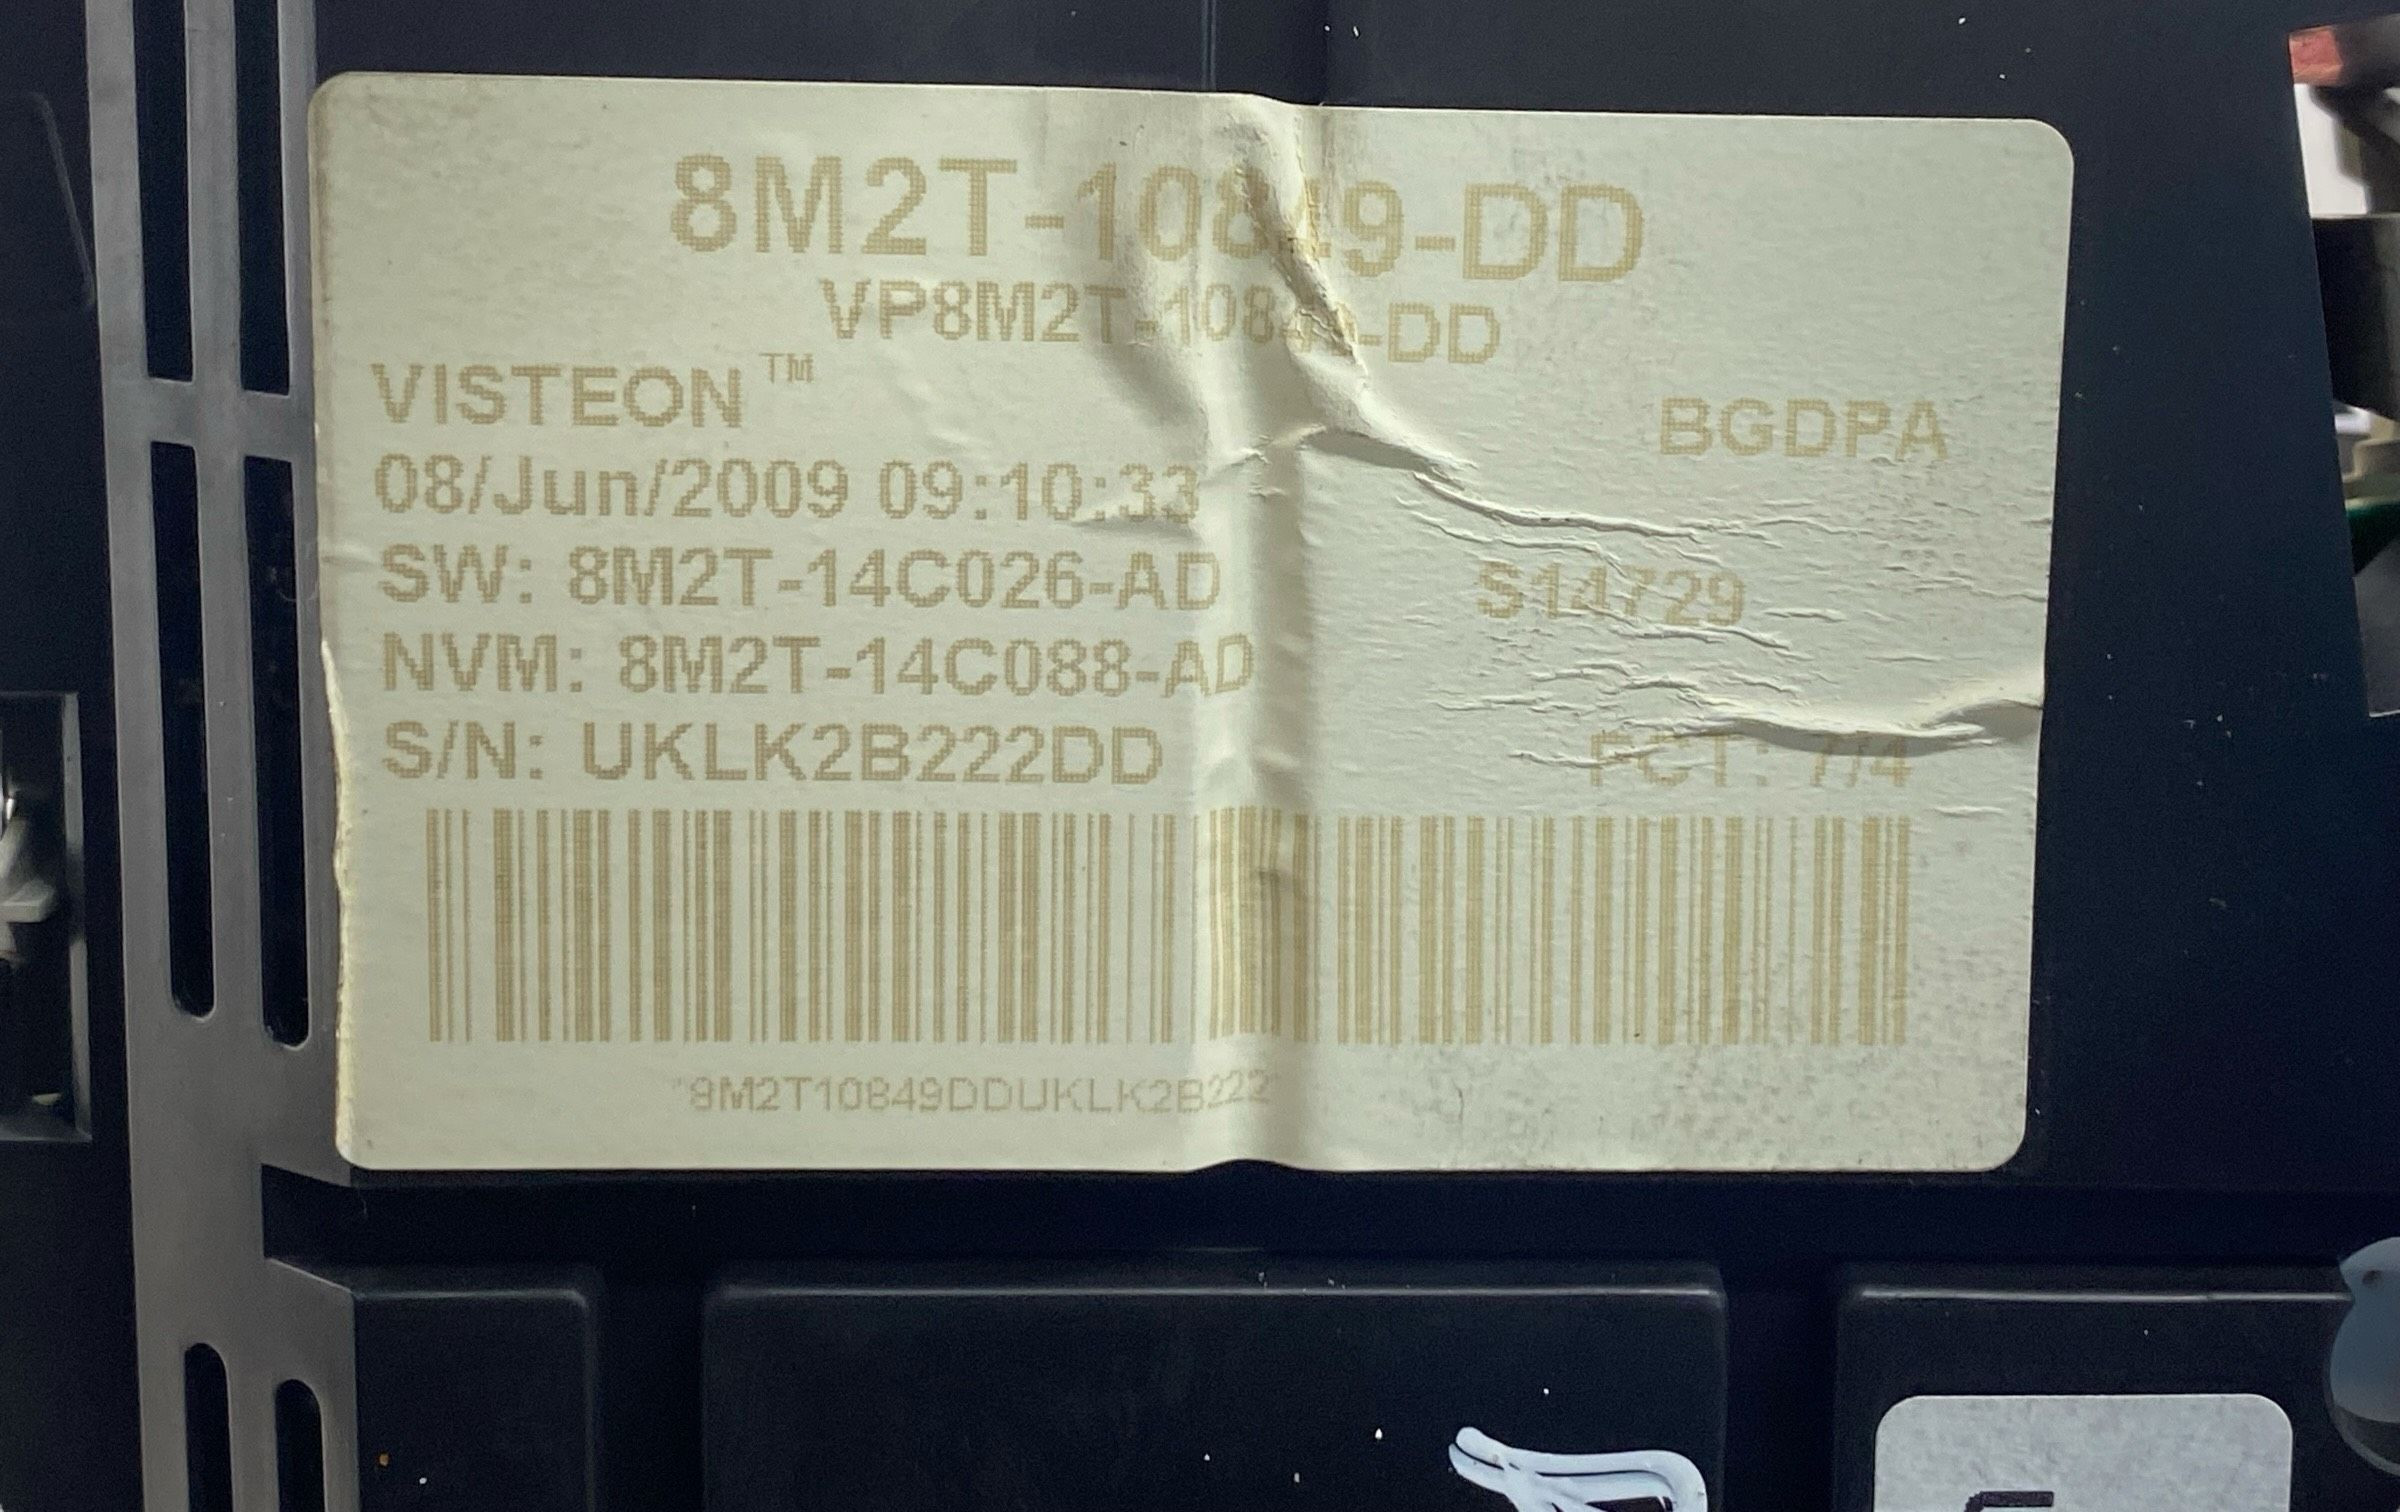 8M2T-10849-DD
VP8M2T-10849-DD
VISTEON™
BGDPA
08/Jun/2009 09:10:33
SW: 8M2T-14C026-AD
S14729
NVM: 8M2T-14C088-AD
S/N: UKLK2B222DD
FCT: 7/4
*8M2T10849DDUKLK2B222*